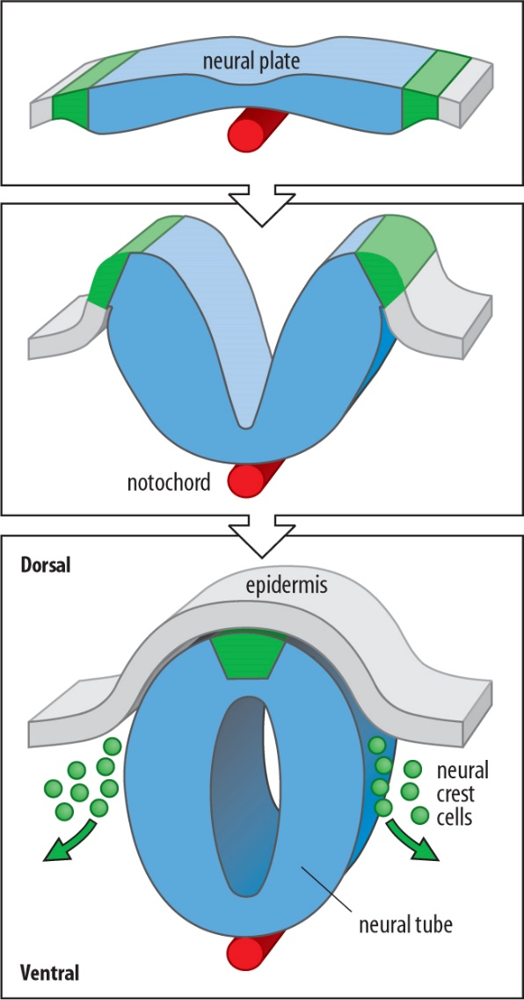 neural plate
notochord
Dorsal
epidermis
neural
crest
cells
neural tube
Ventral